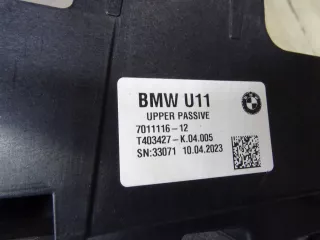 BMW U11
UPPER PASSIVE
7011116-12
T403427-K.04.005
SN:33071 10.04.2023